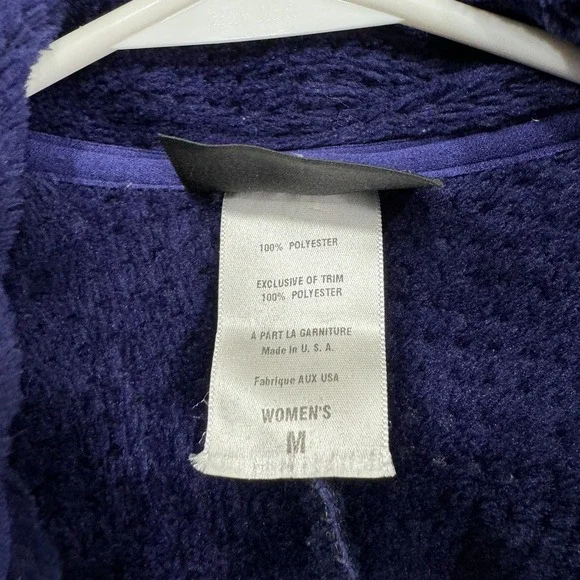 100% POLYESTER
EXCLUSIVE OF TRIM
100% POLYESTER
A PART LA GARNITURE
Made In U. S. A.
Fabrique AUX USA
WOMEN'S
M